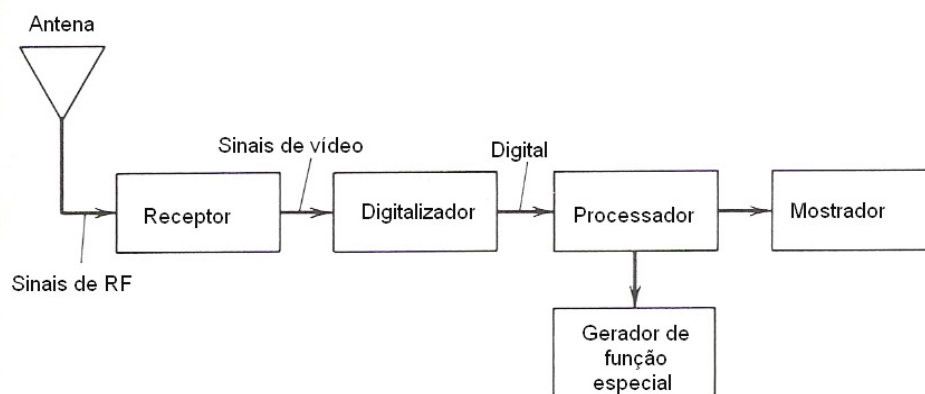 Antena
Sinais de vídeo
Digital
Receptor
Digitalizador
Processador
Mostrador
Sinais de RF
Gerador de
função
especial